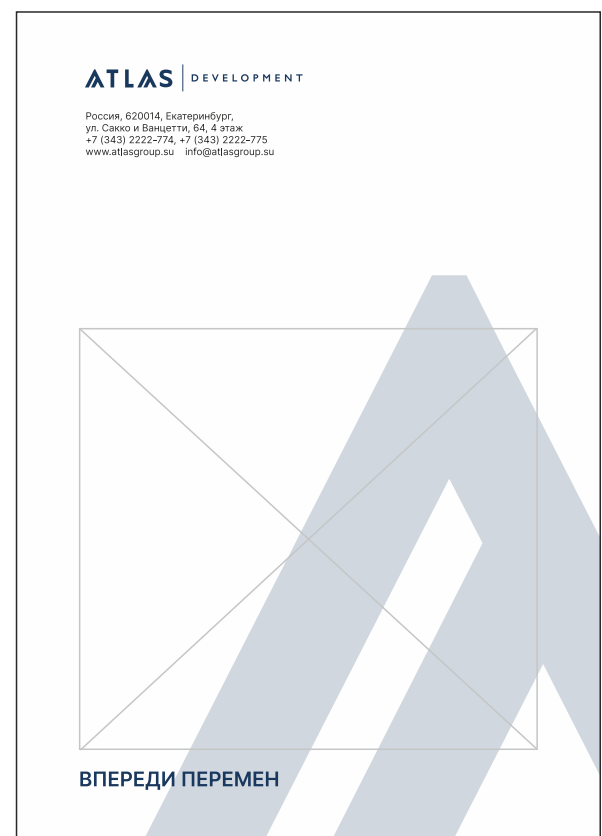 ATLAS DEVELOPMENT
Россия, 620014, Екатеринбург,
ул. Сакко и Ванцетти, 64, 4 этаж
+7 (343) 2222-774, +7 (343) 2222-775
www.atlasgroup.su info@atlasgroup.su
ВПЕРЕДИ ПЕРЕМЕН